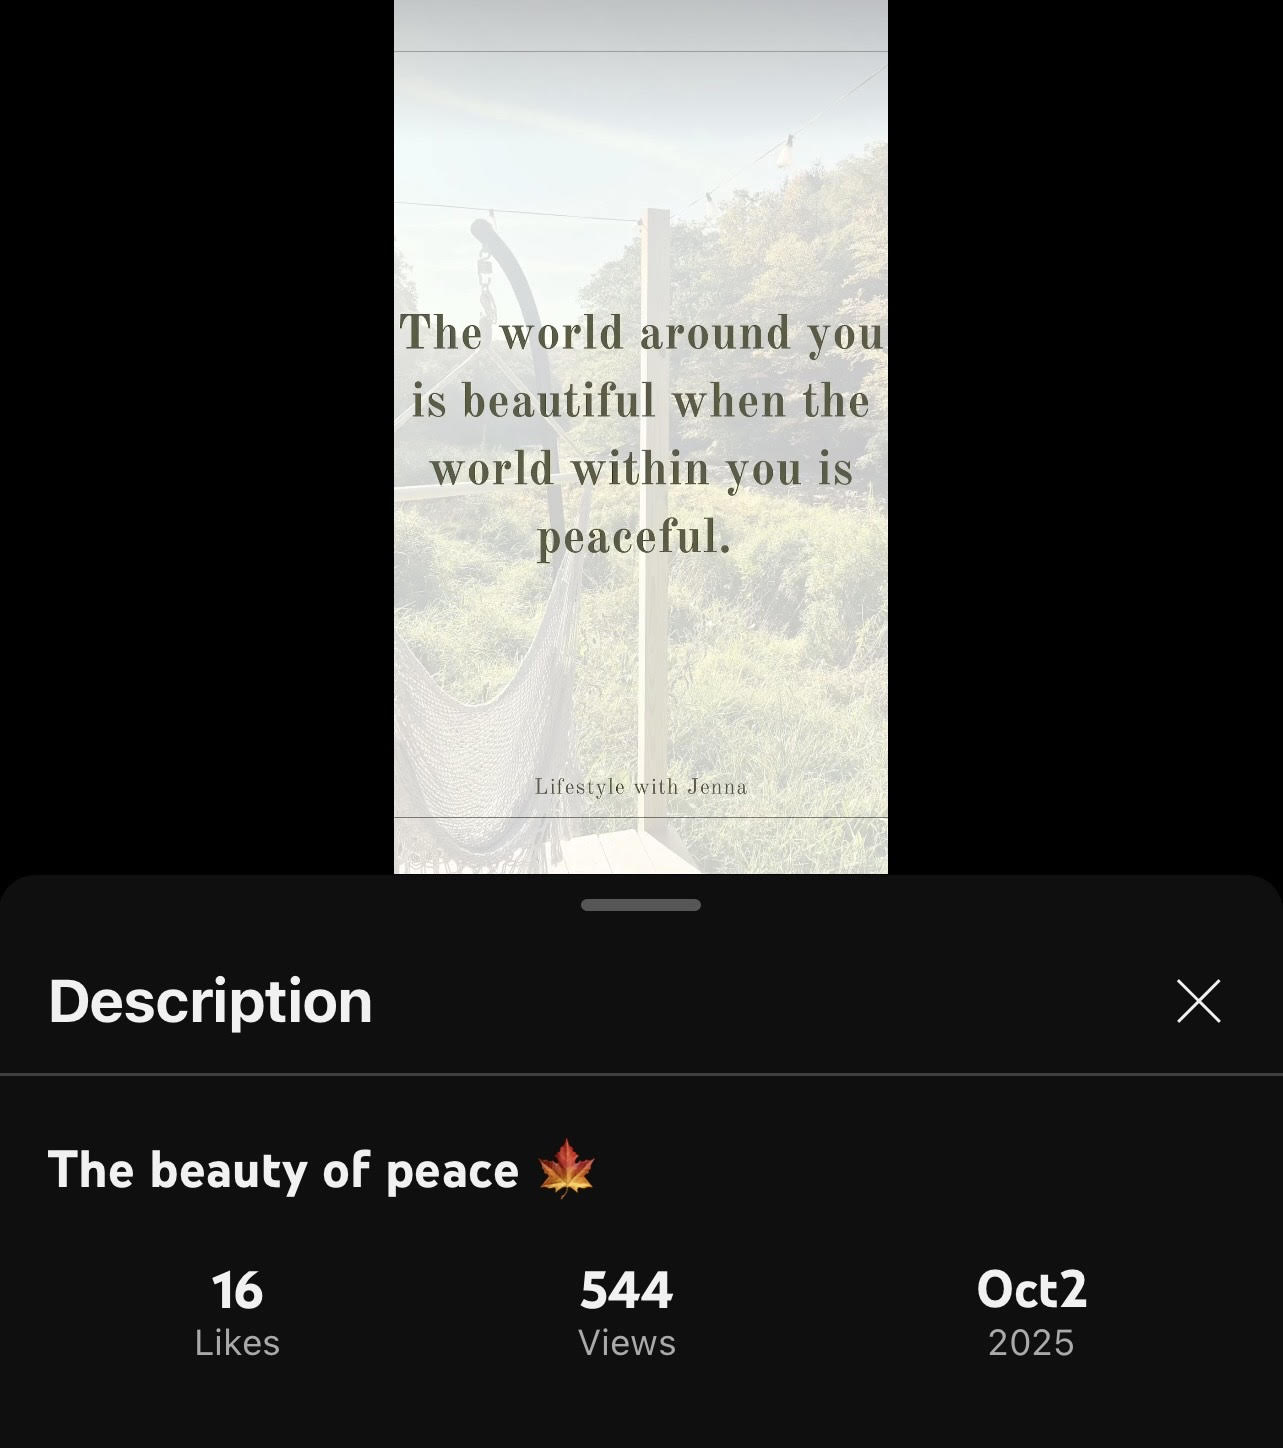 The world around you
is beautiful when the
world within you is
peaceful.
Lifestyle with Jenna
Description
The beauty of peace 🍁
16
Likes
544
Views
Oct2
2025